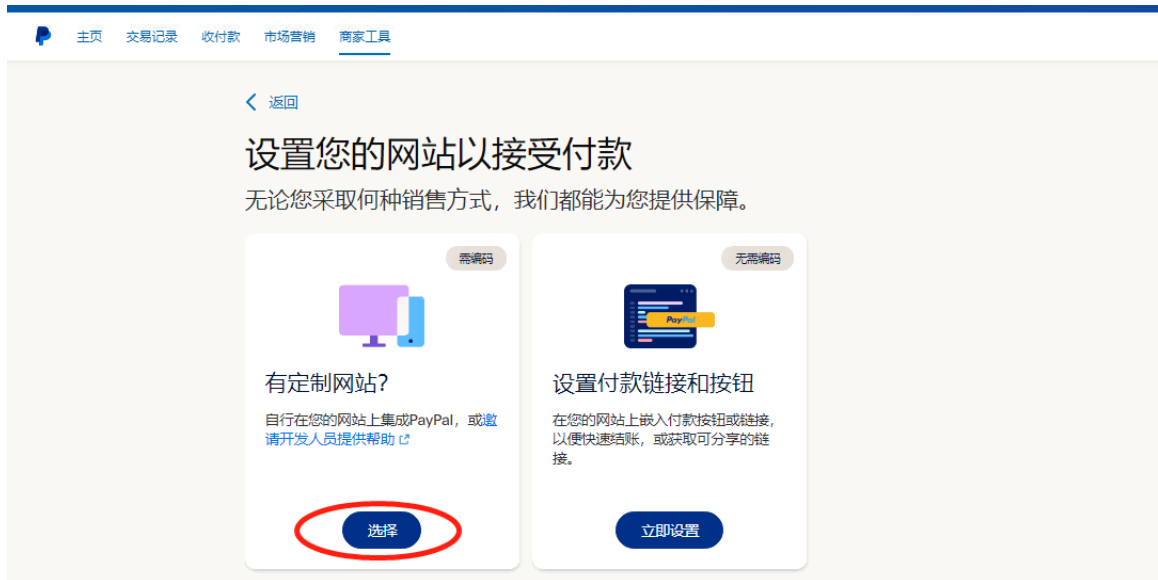 主页 交易记录 收付款 市场营销 商家工具
返回
设置您的网站以接受付款
无论您采取何种销售方式，我们都能为您提供保障。
需编码
有定制网站?
自行在您的网站上集成PayPal，或邀
请开发人员提供帮助
选择
无需编码
PayPal
设置付款链接和按钮
在您的网站上嵌入付款按钮或链接，
以便快速结账，或获取可分享的链
接。
立即设置